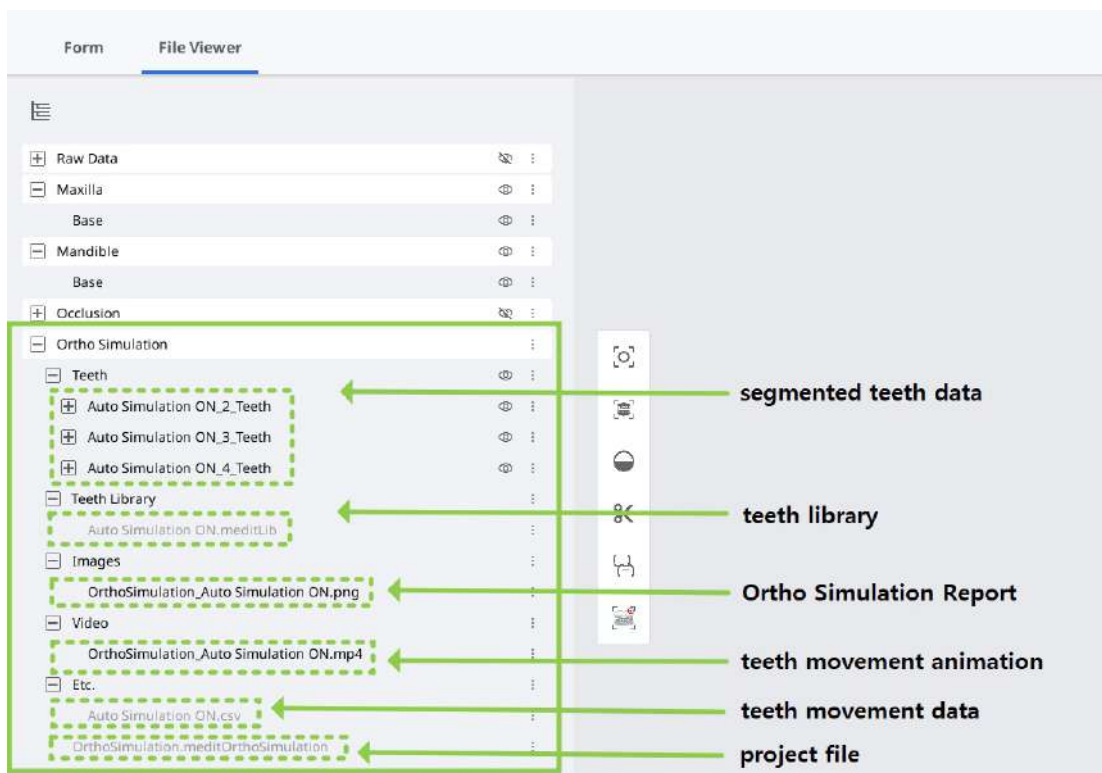 Form File Viewer
Raw Data
Maxilla
Base
Mandible
Base
Occlusion
Ortho Simulation
Teeth
Auto Simulation ON_2_Teeth
segmented teeth data
Auto Simulation ON_3_Teeth
Auto Simulation ON_4_Teeth
Teeth Library
Auto Simulation ON.meditLib
teeth library
Images
OrthoSimulation_Auto Simulation ON.png
Ortho Simulation Report
Video
OrthoSimulation_Auto Simulation ON.mp4
teeth movement animation
Etc.
Auto Simulation ON.csv
teeth movement data
OrthoSimulation.meditOrthoSimulation
project file